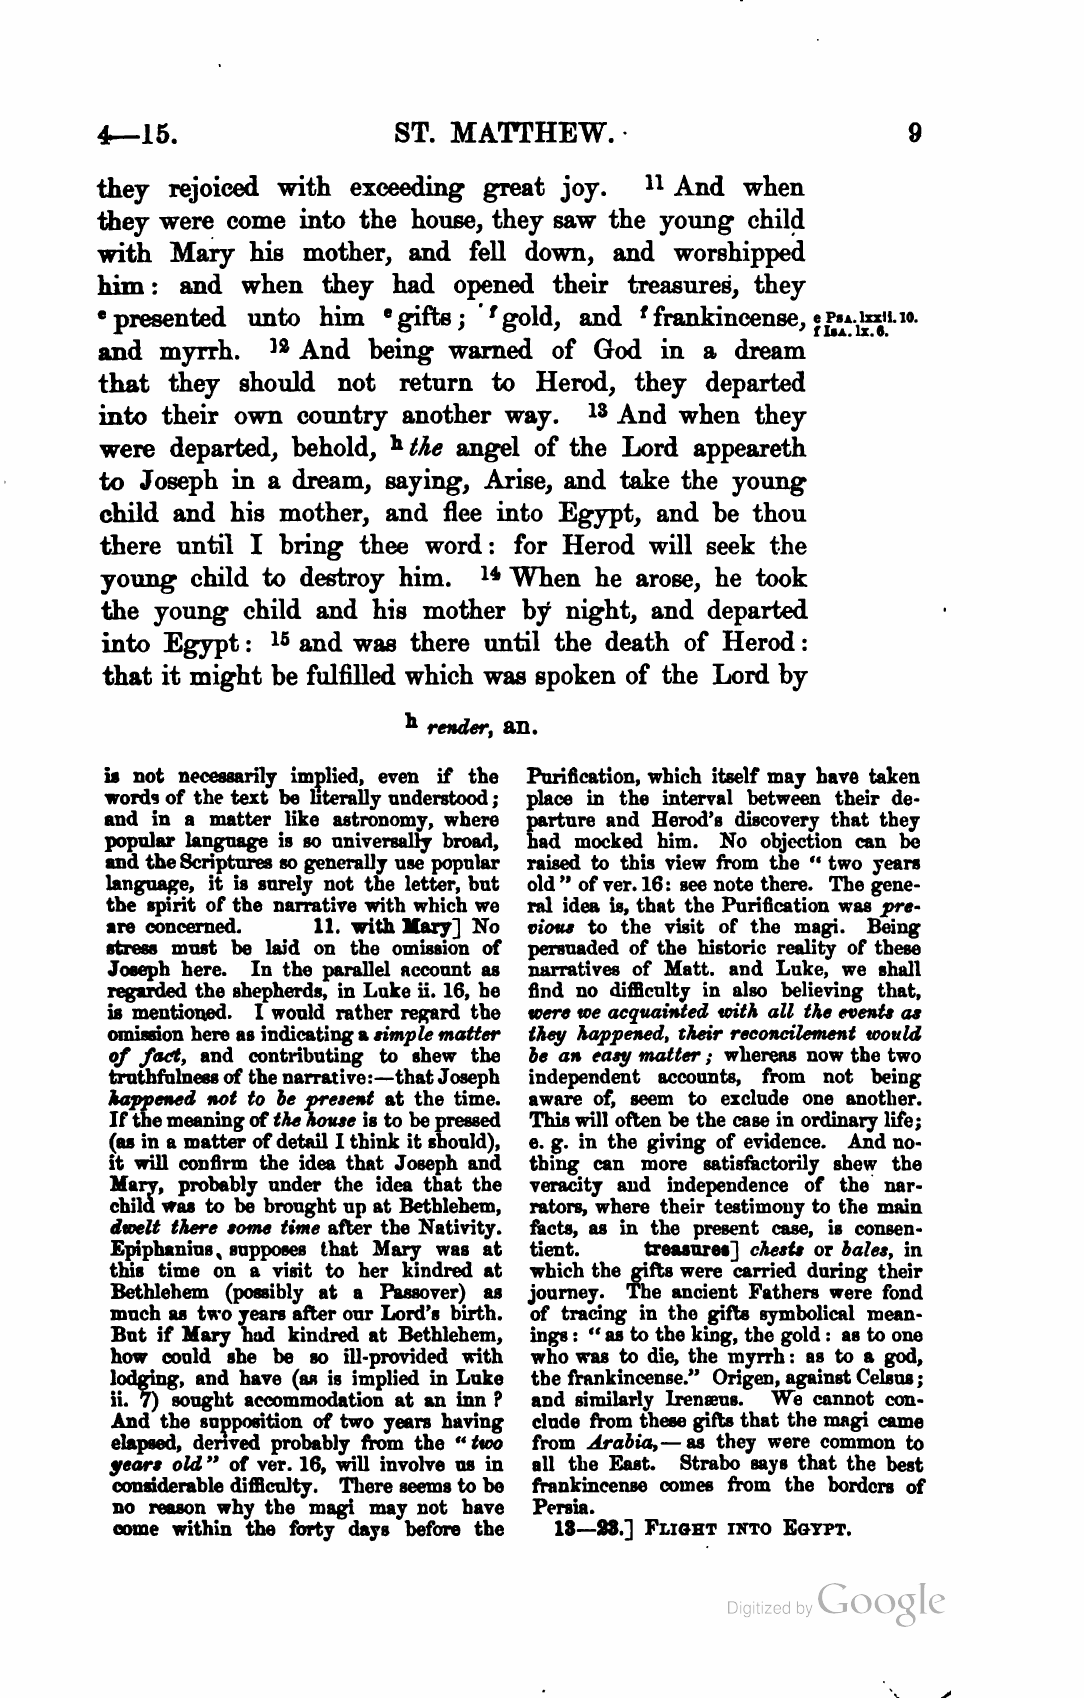 4—15. ST. MATTHEW. 9
they rejoiced with exceeding great joy. 11 And when
they were come into the house, they saw the young child
with Mary his mother, and fell down, and worshipped
him : and when they had opened their treasures, they
e presented unto him e gifts ; f gold, and f frankincense,
and myrrh. 12 And being warned of God in a dream
that they should not return to Herod, they departed
into their own country another way. 13 And when they
were departed, behold, h the angel of the Lord appeareth
to Joseph in a dream, saying, Arise, and take the young
child and his mother, and flee into Egypt, and be thou
there until I bring thee word : for Herod will seek the
young child to destroy him. 14 When he arose, he took
the young child and his mother by night, and departed
into Egypt : 15 and was there until the death of Herod :
that it might be fulfilled which was spoken of the Lord by
e PSA. lxxii. 10.
f ISA. lx. 6.
h render, an.
is not necessarily implied, even if the
words of the text be literally understood ;
and in a matter like astronomy, where
popular language is so universally broad,
and the Scriptures so generally use popular
language, it is surely not the letter, but
the spirit of the narrative with which we
are concerned. 11. with Mary] No
stress must be laid on the omission of
Joseph here. In the parallel account as
regarded the shepherds, in Luke ii. 16, he
is mentioned. I would rather regard the
omission here as indicating a simple matter
of fact, and contributing to shew the
truthfulness of the narrative:—that Joseph
happened not to be present at the time.
If the meaning of the house is to be pressed
(as in a matter of detail I think it should),
it will confirm the idea that Joseph and
Mary, probably under the idea that the
child was to be brought up at Bethlehem,
dwelt there some time after the Nativity.
Epiphanius, supposes that Mary was at
this time on a visit to her kindred at
Bethlehem (possibly at a Passover) as
much as two years after our Lord's birth.
But if Mary had kindred at Bethlehem,
how could she be so ill-provided with
lodging, and have (as is implied in Luke
ii. 7) sought accommodation at an inn ?
And the supposition of two years having
elapsed, derived probably from the “two
years old” of ver. 16, will involve us in
considerable difficulty. There seems to be
no reason why the magi may not have
come within the forty days before the
Purification, which itself may have taken
place in the interval between their de-
parture and Herod's discovery that they
had mocked him. No objection can be
raised to this view from the “ two years
old ” of ver. 16 : see note there. The gene-
ral idea is, that the Purification was pre-
vious to the visit of the magi. Being
persuaded of the historic reality of these
narratives of Matt. and Luke, we shall
find no difficulty in also believing that,
were we acquainted with all the events as
they happened, their reconcilement would
be an easy matter ; whereas now the two
independent accounts, from not being
aware of, seem to exclude one another.
This will often be the case in ordinary life;
e. g. in the giving of evidence. And no-
thing can more satisfactorily shew the
veracity and independence of the nar-
rators, where their testimony to the main
facts, as in the present case, is consen-
tient. treasures] chests or bales, in
which the gifts were carried during their
journey. The ancient Fathers were fond
of tracing in the gifts symbolical mean-
ings : “as to the king, the gold : as to one
who was to die, the myrrh : as to a god,
the frankincense.” Origen, against Celsus ;
and similarly Irenæus. We cannot con-
clude from these gifts that the magi came
from Arabia,—as they were common to
all the East. Strabo says that the best
frankincense comes from the borders of
Persia.
13—23.] FLIGHT INTO EGYPT.
Digitized by Google